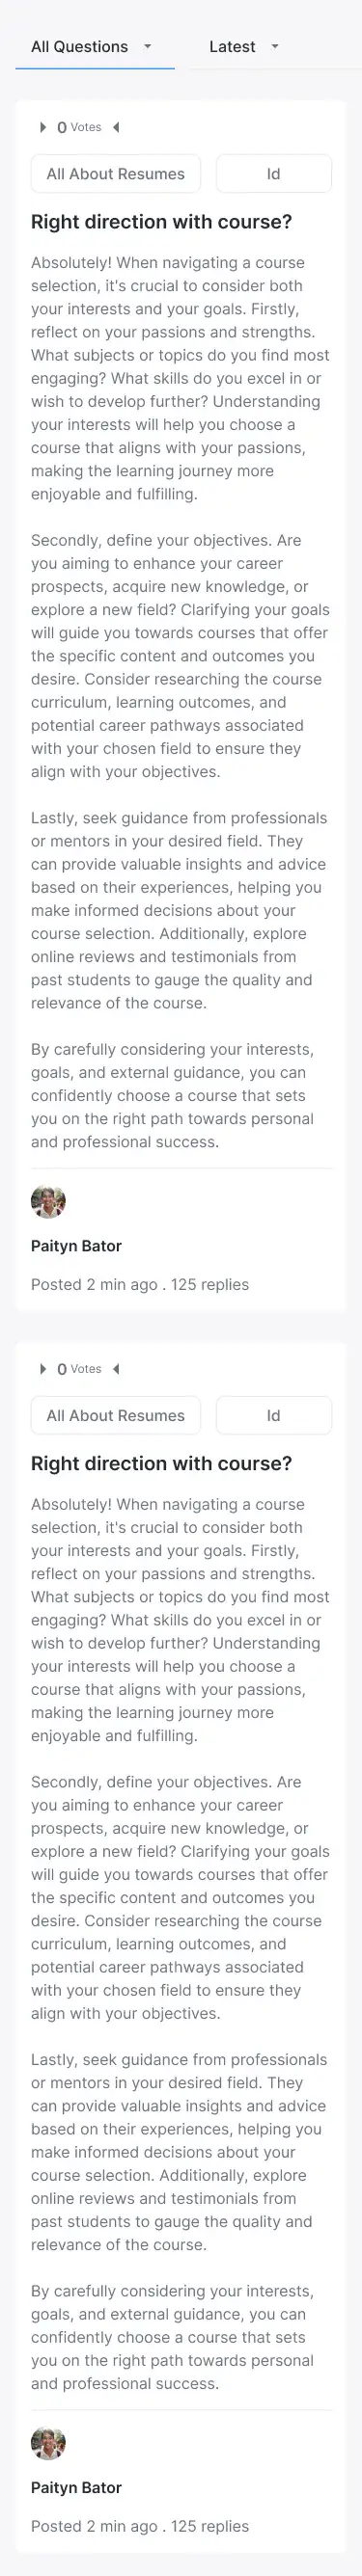 All Questions Latest
0 Votes
All About Resumes Id
Right direction with course?
Absolutely! When navigating a course
selection, it's crucial to consider both
your interests and your goals. Firstly,
reflect on your passions and strengths.
What subjects or topics do you find most
engaging? What skills do you excel in or
wish to develop further? Understanding
your interests will help you choose a
course that aligns with your passions,
making the learning journey more
enjoyable and fulfilling.
Secondly, define your objectives. Are
you aiming to enhance your career
prospects, acquire new knowledge, or
explore a new field? Clarifying your goals
will guide you towards courses that offer
the specific content and outcomes you
desire. Consider researching the course
curriculum, learning outcomes, and
potential career pathways associated
with your chosen field to ensure they
align with your objectives.
Lastly, seek guidance from professionals
or mentors in your desired field. They
can provide valuable insights and advice
based on their experiences, helping you
make informed decisions about your
course selection. Additionally, explore
online reviews and testimonials from
past students to gauge the quality and
relevance of the course.
By carefully considering your interests,
goals, and external guidance, you can
confidently choose a course that sets
you on the right path towards personal
and professional success.
Paityn Bator
Posted 2 min ago . 125 replies
0 Votes
All About Resumes Id
Right direction with course?
Absolutely! When navigating a course
selection, it's crucial to consider both
your interests and your goals. Firstly,
reflect on your passions and strengths.
What subjects or topics do you find most
engaging? What skills do you excel in or
wish to develop further? Understanding
your interests will help you choose a
course that aligns with your passions,
making the learning journey more
enjoyable and fulfilling.
Secondly, define your objectives. Are
you aiming to enhance your career
prospects, acquire new knowledge, or
explore a new field? Clarifying your goals
will guide you towards courses that offer
the specific content and outcomes you
desire. Consider researching the course
curriculum, learning outcomes, and
potential career pathways associated
with your chosen field to ensure they
align with your objectives.
Lastly, seek guidance from professionals
or mentors in your desired field. They
can provide valuable insights and advice
based on their experiences, helping you
make informed decisions about your
course selection. Additionally, explore
online reviews and testimonials from
past students to gauge the quality and
relevance of the course.
By carefully considering your interests,
goals, and external guidance, you can
confidently choose a course that sets
you on the right path towards personal
and professional success.
Paityn Bator
Posted 2 min ago . 125 replies